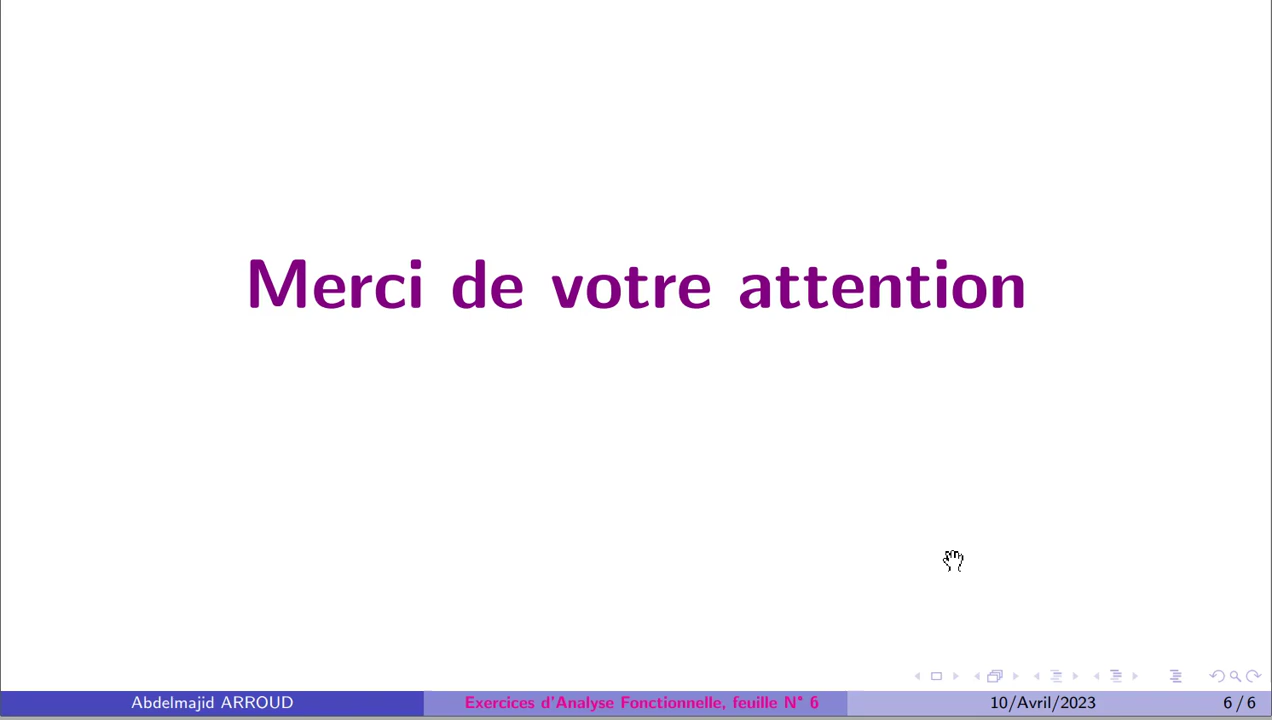 Merci de votre attention
Abdelmajid ARROUD
Exercices d'Analyse Fonctionnelle, feuille N° 6
10/Avril/2023
6 / 6